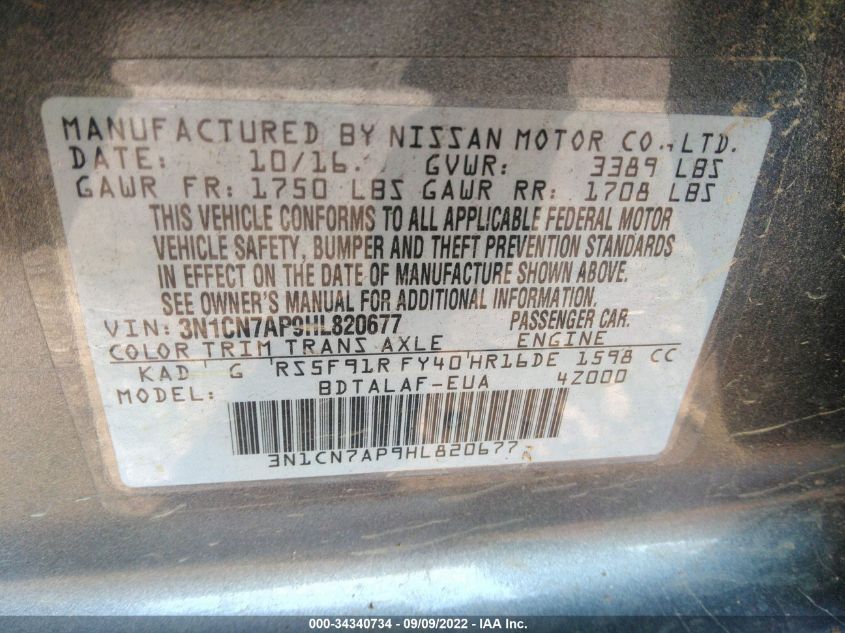 MANUFACTURED BY NISSAN MOTOR CO., LTD.
DATE: 10/16. GVWR: 3389 LBS
GAWR FR: 1750 LBS GAWR RR: 1708 LBS
THIS VEHICLE CONFORMS TO ALL APPLICABLE FEDERAL MOTOR
VEHICLE SAFETY, BUMPER AND THEFT PREVENTION STANDARDS
IN EFFECT ON THE DATE OF MANUFACTURE SHOWN ABOVE.
SEE OWNER'S MANUAL FOR ADDITIONAL INFORMATION.
VIN: 3N1CN7AP9HL820677 PASSENGER CAR.
COLOR TRIM TRANS AXLE ENGINE
KAD G RS5F91R FY40 HR16DE 1598 CC
MODEL: BDTALAF-EUA 4Z000
3N1CN7AP9HL820677
000-34340734 - 09/09/2022 - IAA Inc.